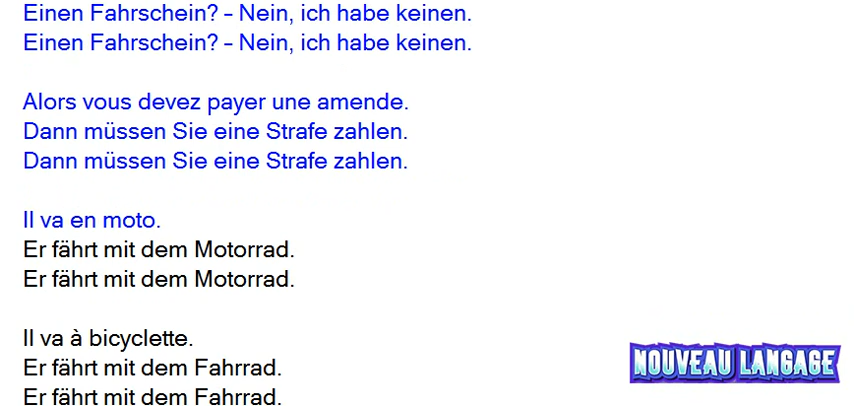 Einen Fahrschein? – Nein, ich habe keinen.
Einen Fahrschein? – Nein, ich habe keinen.
Alors vous devez payer une amende.
Dann müssen Sie eine Strafe zahlen.
Dann müssen Sie eine Strafe zahlen.
Il va en moto.
Er fährt mit dem Motorrad.
Er fährt mit dem Motorrad.
Il va à bicyclette.
Er fährt mit dem Fahrrad.
Er fährt mit dem Fahrrad.
NOUVEAU LANGAGE